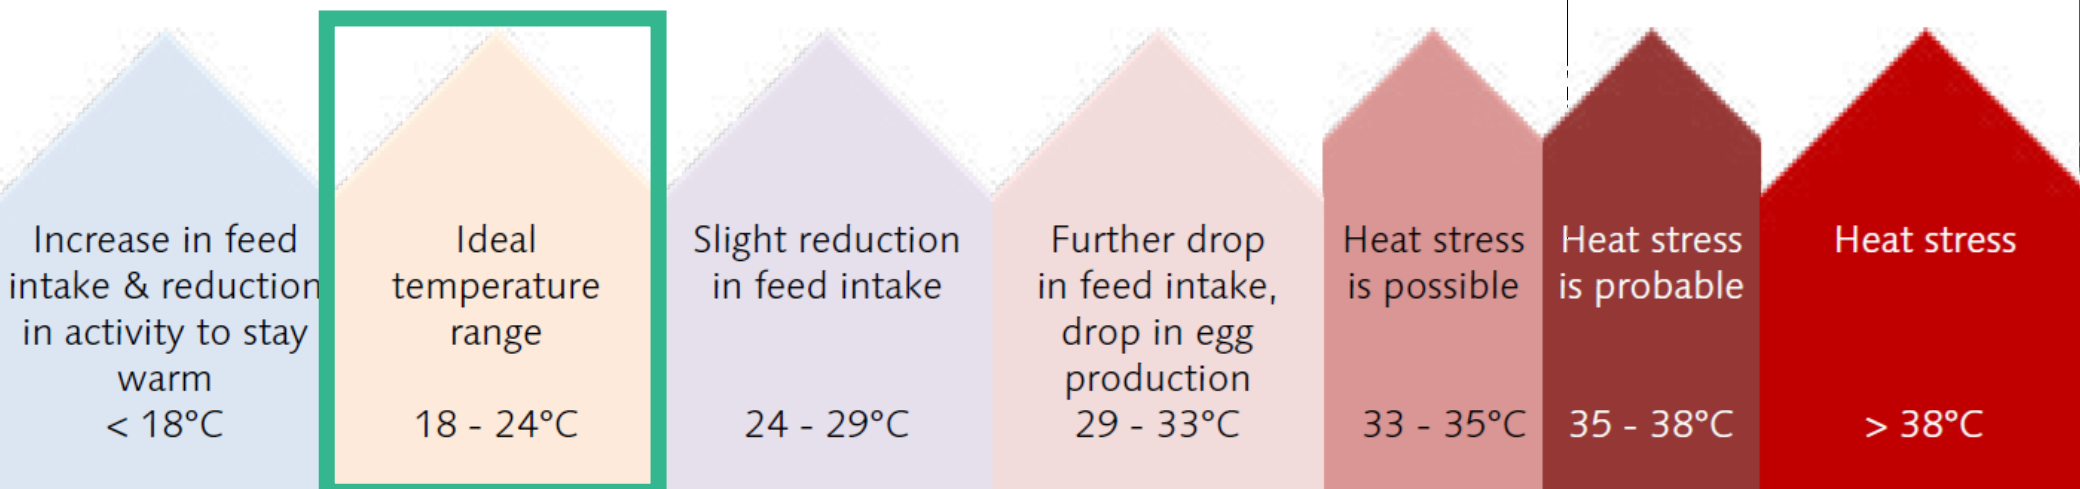 Increase in feed
intake & reduction
in activity to stay
warm
< 18°C
Ideal
temperature
range
18 - 24°C
Slight reduction
in feed intake
24 - 29°C
Further drop
in feed intake,
drop in egg
production
29 - 33°C
Heat stress
is possible
33 - 35°C
Heat stress
is probable
35 - 38°C
Heat stress
> 38°C